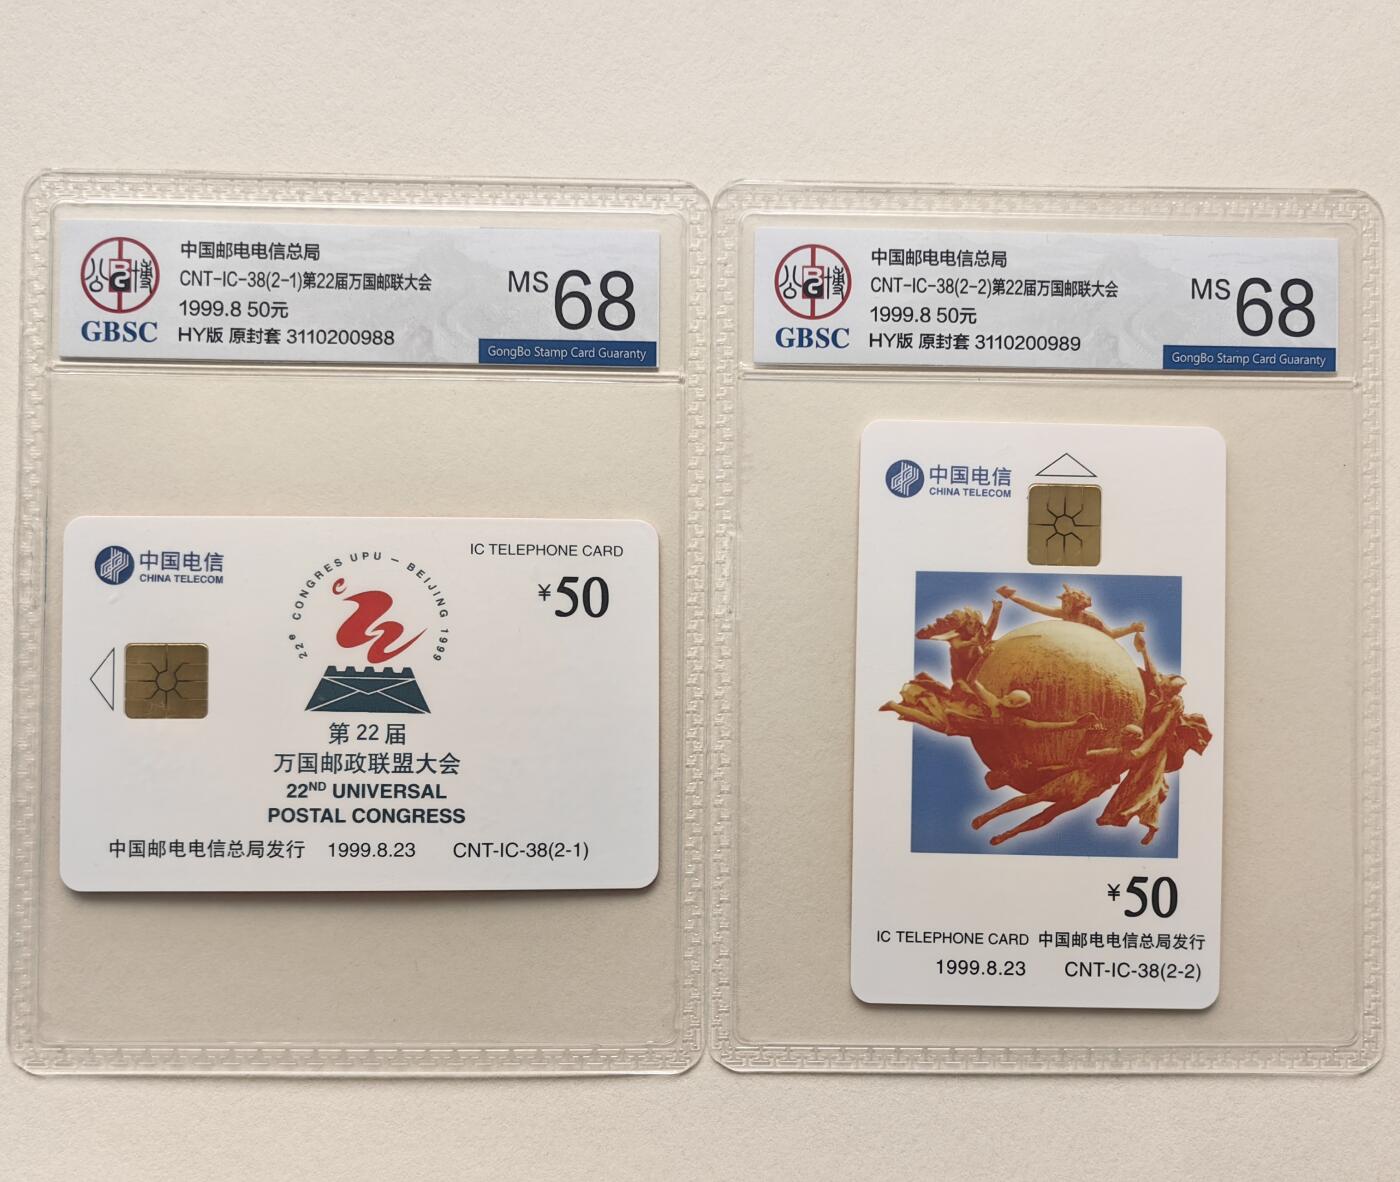 中国邮电电信总局
CNT-IC-38(2-1)第22届万国邮联大会
1999.8 50元
HY版 原封套 3110200988
MS 68
公博
BG
GBSC
GongBo Stamp Card Guaranty
中国电信
CHINA TELECOM
22e CONGRES UPU – BEIJING 1999
IC TELEPHONE CARD
¥50
第22届
万国邮政联盟大会
22ND UNIVERSAL
POSTAL CONGRESS
中国邮电电信总局发行 1999.8.23 CNT-IC-38(2-1)
中国邮电电信总局
CNT-IC-38(2-2)第22届万国邮联大会
1999.8 50元
HY版 原封套 3110200989
MS 68
公博
BG
GBSC
GongBo Stamp Card Guaranty
中国电信
CHINA TELECOM
¥50
IC TELEPHONE CARD 中国邮电电信总局发行
1999.8.23 CNT-IC-38(2-2)